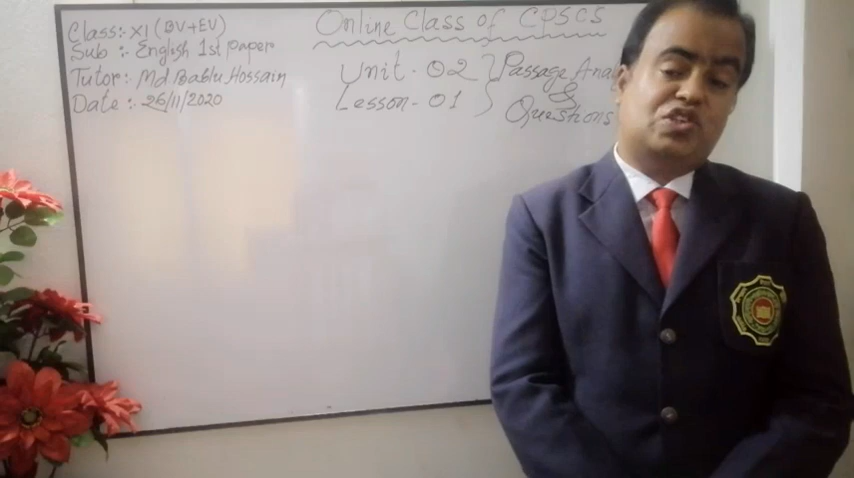 Online Class of CPSCS
Class:- XI (BV+EV)
Sub :- English 1st paper
Tutor: Md Bablu Hossain
Date :- 26/11/2020
Unit - 02 } Passage Anal
Lesson - 01 } &
Questions